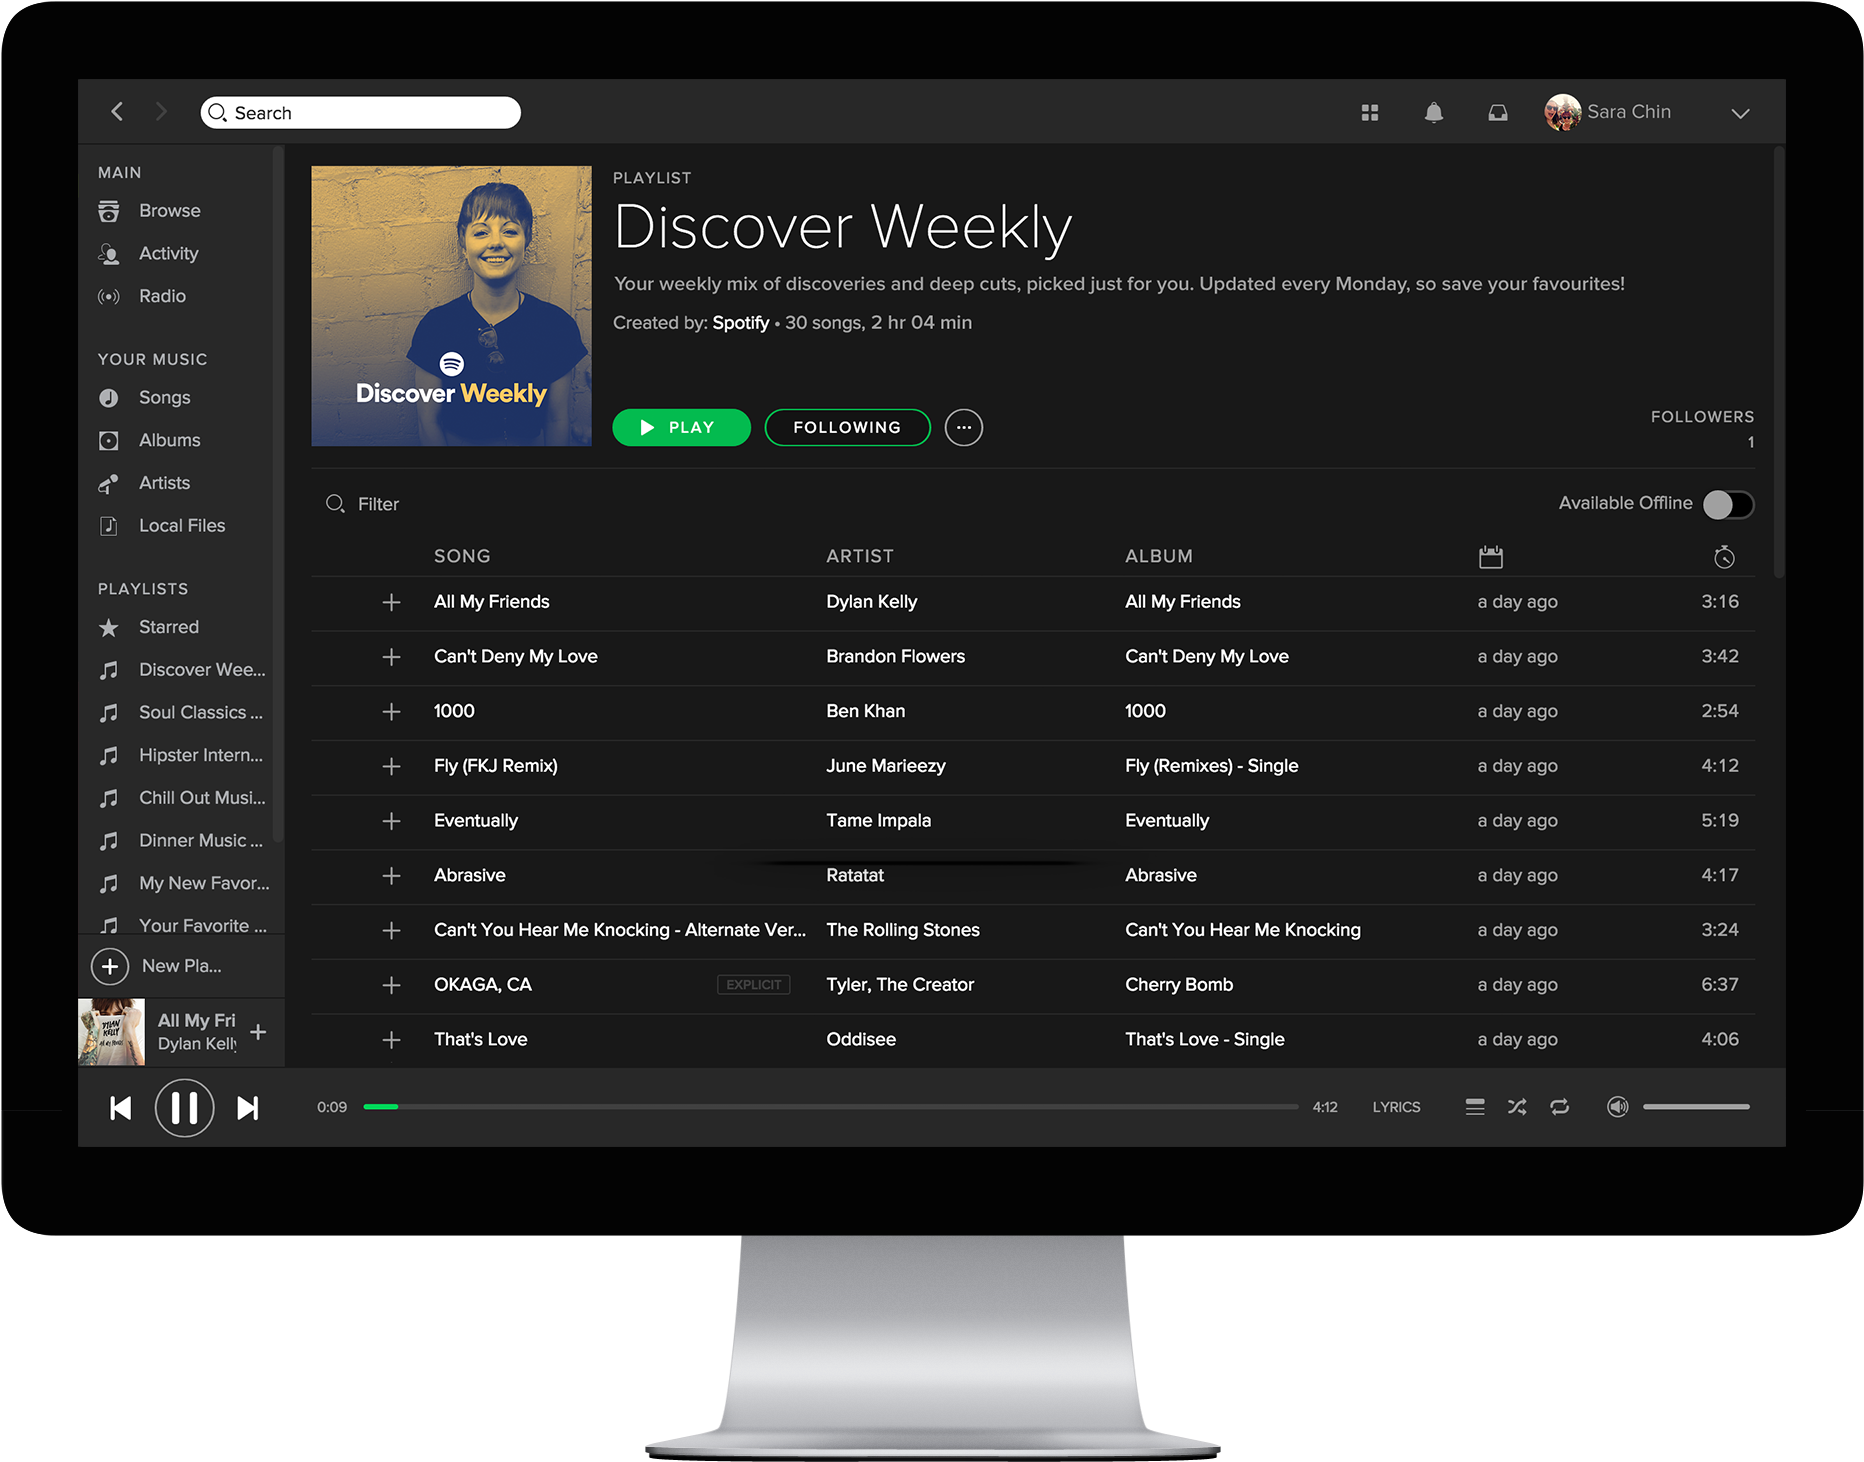 Search
Sara Chin
MAIN
Browse
Activity
Radio
YOUR MUSIC
Songs
Albums
Artists
Local Files
PLAYLISTS
Starred
Discover Wee...
Soul Classics ...
Hipster Intern...
Chill Out Musi...
Dinner Music ...
My New Favor...
Your Favorite ...
New Pla...
DYLAN
KELLY
All My Fri
Dylan Kelly
Discover Weekly
PLAYLIST
Discover Weekly
Your weekly mix of discoveries and deep cuts, picked just for you. Updated every Monday, so save your favourites!
Created by: Spotify • 30 songs, 2 hr 04 min
PLAY
FOLLOWING
FOLLOWERS
1
Filter
Available Offline
SONG ARTIST ALBUM
All My Friends Dylan Kelly All My Friends a day ago 3:16
Can't Deny My Love Brandon Flowers Can't Deny My Love a day ago 3:42
1000 Ben Khan 1000 a day ago 2:54
Fly (FKJ Remix) June Marieezy Fly (Remixes) - Single a day ago 4:12
Eventually Tame Impala Eventually a day ago 5:19
Abrasive Ratatat Abrasive a day ago 4:17
Can't You Hear Me Knocking - Alternate Ver... The Rolling Stones Can't You Hear Me Knocking a day ago 3:24
OKAGA, CA EXPLICIT Tyler, The Creator Cherry Bomb a day ago 6:37
That's Love Oddisee That's Love - Single a day ago 4:06
0:09
4:12
LYRICS